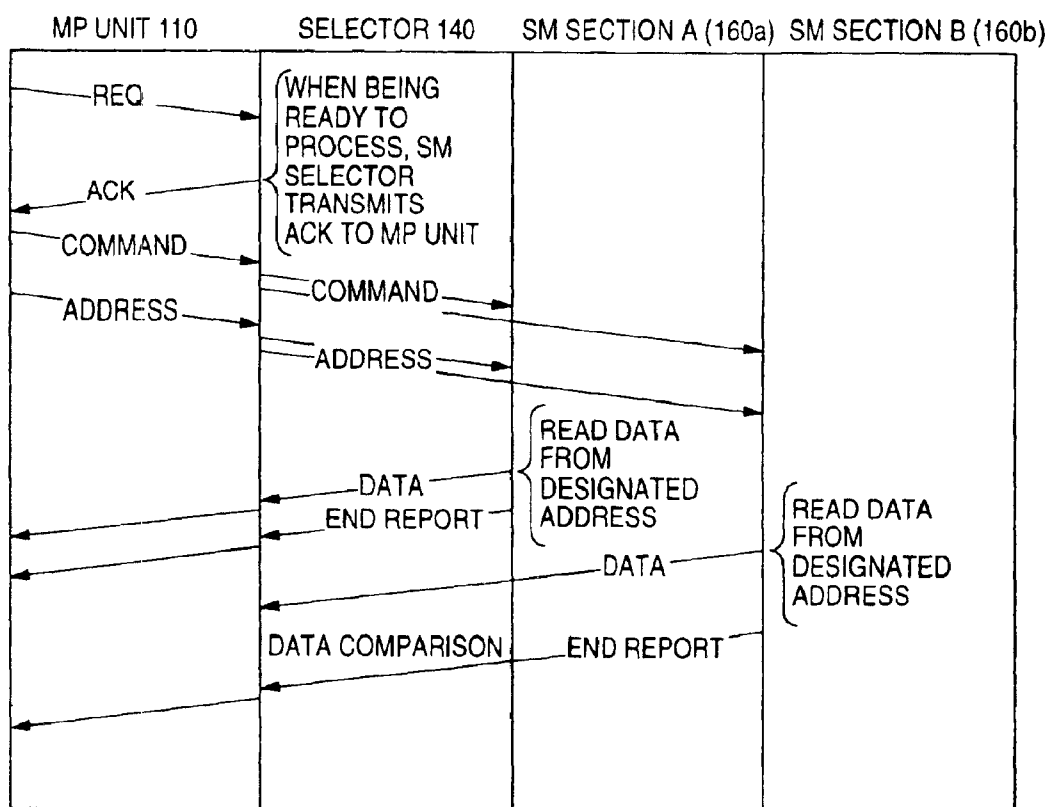 MP UNIT 110 SELECTOR 140 SM SECTION A (160a) SM SECTION B (160b)
REQ
WHEN BEING
READY TO
PROCESS, SM
SELECTOR
TRANSMITS
ACK TO MP UNIT
ACK
COMMAND
COMMAND
ADDRESS
ADDRESS
READ DATA
FROM
DESIGNATED
ADDRESS
DATA
END REPORT
READ DATA
FROM
DESIGNATED
ADDRESS
DATA
DATA COMPARISON
END REPORT